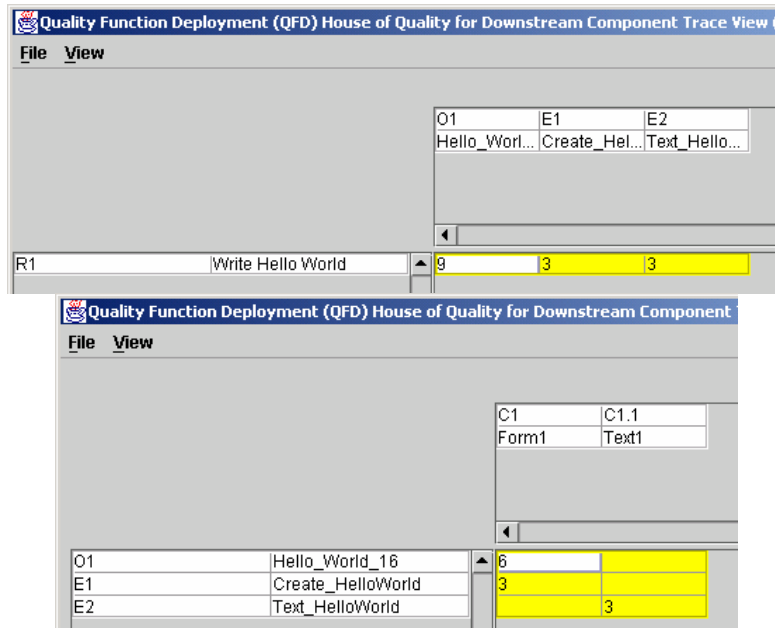 Quality Function Deployment (QFD) House of Quality for Downstream Component Trace View
File View
O1 E1 E2
Hello_Worl... Create_Hel... Text_Hello...
R1 Write Hello World 9 3 3
Quality Function Deployment (QFD) House of Quality for Downstream Component
File View
C1 C1.1
Form1 Text1
O1 Hello_World_16 6
E1 Create_HelloWorld 3
E2 Text_HelloWorld 3